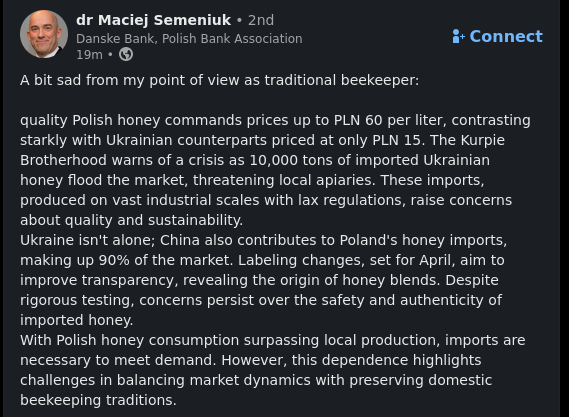 dr Maciej Semeniuk • 2nd
Danske Bank, Polish Bank Association
19m •
Connect
A bit sad from my point of view as traditional beekeeper:
quality Polish honey commands prices up to PLN 60 per liter, contrasting
starkly with Ukrainian counterparts priced at only PLN 15. The Kurpie
Brotherhood warns of a crisis as 10,000 tons of imported Ukrainian
honey flood the market, threatening local apiaries. These imports,
produced on vast industrial scales with lax regulations, raise concerns
about quality and sustainability.
Ukraine isn't alone; China also contributes to Poland's honey imports,
making up 90% of the market. Labeling changes, set for April, aim to
improve transparency, revealing the origin of honey blends. Despite
rigorous testing, concerns persist over the safety and authenticity of
imported honey.
With Polish honey consumption surpassing local production, imports are
necessary to meet demand. However, this dependence highlights
challenges in balancing market dynamics with preserving domestic
beekeeping traditions.